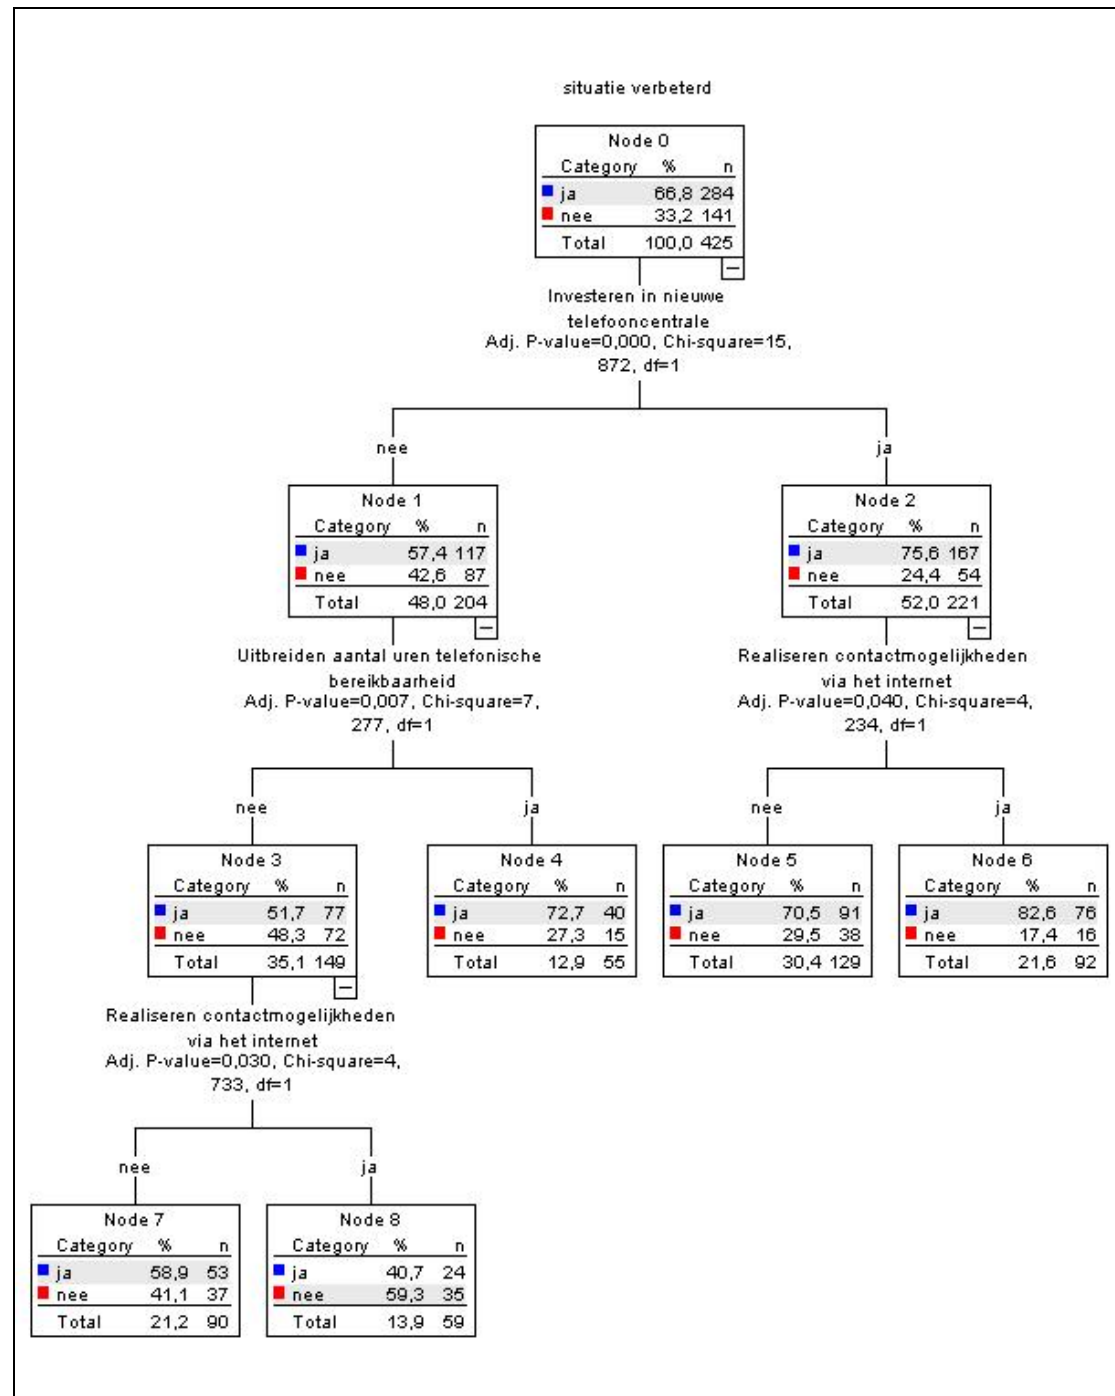 situatie verbeterd
Node 0
Category % n
ja 66,8 284
nee 33,2 141
Total 100,0 425
Investeren in nieuwe
telefooncentrale
Adj. P-value=0,000, Chi-square=15,
872, df=1
nee
ja
Node 1
Category % n
ja 57,4 117
nee 42,6 87
Total 48,0 204
Node 2
Category % n
ja 75,6 167
nee 24,4 54
Total 52,0 221
Uitbreiden aantal uren telefonische
bereikbaarheid
Adj. P-value=0,007, Chi-square=7,
277, df=1
Realiseren contactmogelijkheden
via het internet
Adj. P-value=0,040, Chi-square=4,
234, df=1
nee
ja
nee
ja
Node 3
Category % n
ja 51,7 77
nee 48,3 72
Total 35,1 149
Node 4
Category % n
ja 72,7 40
nee 27,3 15
Total 12,9 55
Node 5
Category % n
ja 70,5 91
nee 29,5 38
Total 30,4 129
Node 6
Category % n
ja 82,6 76
nee 17,4 16
Total 21,6 92
Realiseren contactmogelijkheden
via het internet
Adj. P-value=0,030, Chi-square=4,
733, df=1
nee
ja
Node 7
Category % n
ja 58,9 53
nee 41,1 37
Total 21,2 90
Node 8
Category % n
ja 40,7 24
nee 59,3 35
Total 13,9 59